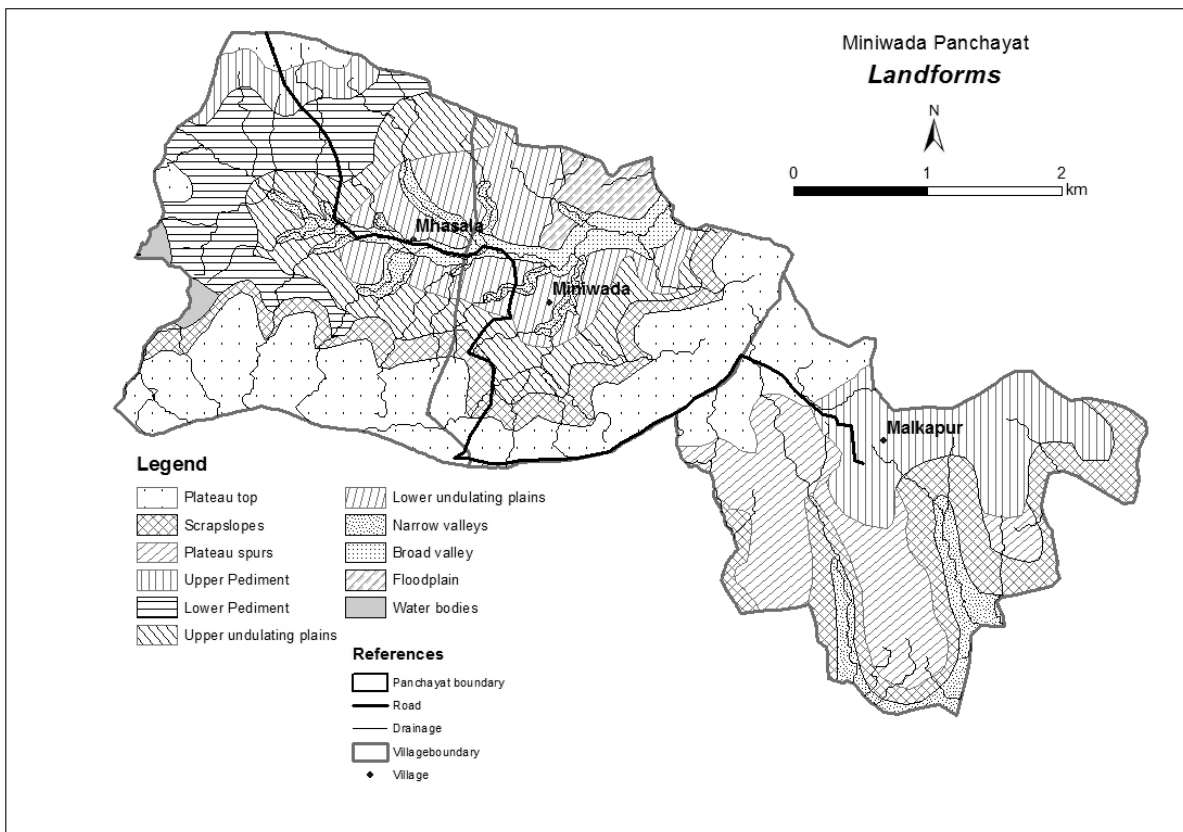 Miniwada Panchayat
Landforms
N
0 1 2
km
Mhasala
Miniwada
Malkapur
Legend
Plateau top
Scrapslopes
Plateau spurs
Upper Pediment
Lower Pediment
Upper undulating plains
Lower undulating plains
Narrow valleys
Broad valley
Floodplain
Water bodies
References
Panchayat boundary
Road
Drainage
Villageboundary
Village